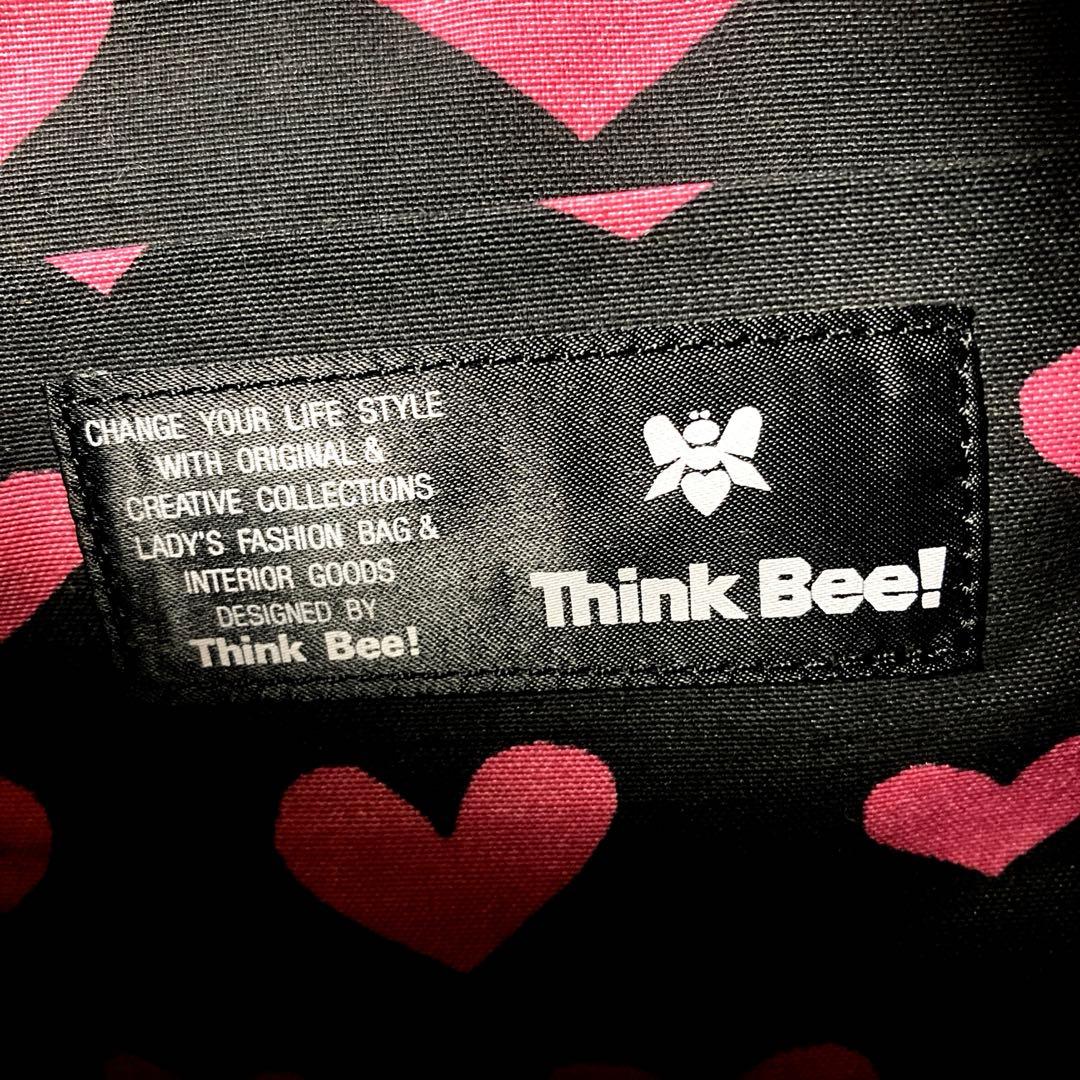 CHANGE YOUR LIFE STYLE
WITH ORIGINAL &
CREATIVE COLLECTIONS
LADY'S FASHION BAG &
INTERIOR GOODS
DESIGNED BY
Think Bee!
Think Bee!